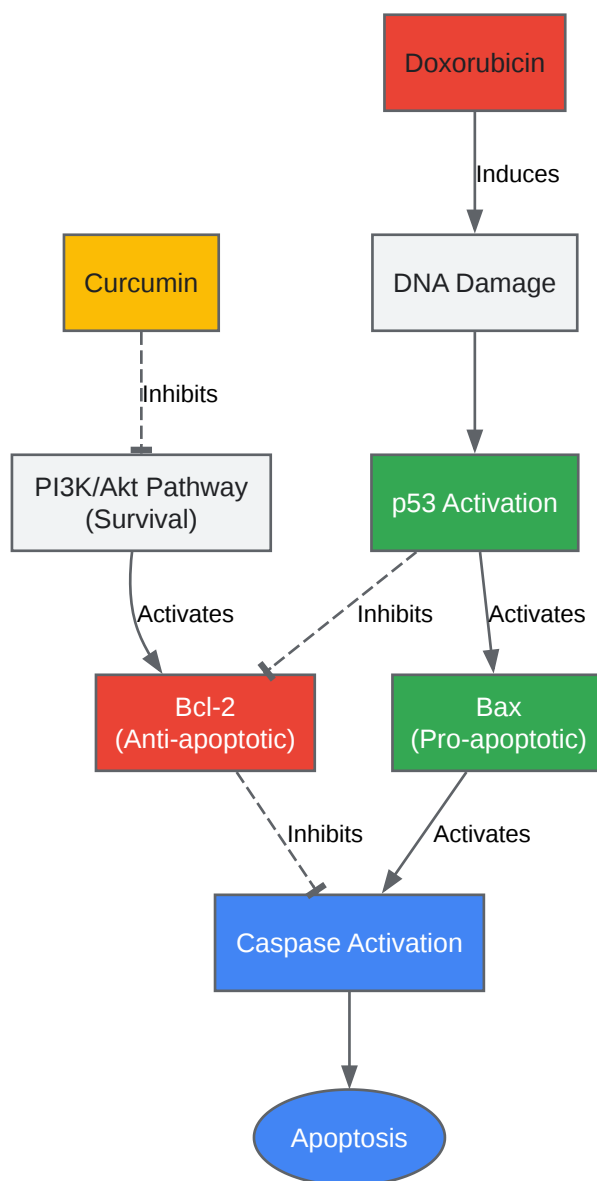 Doxorubicin
Induces
Curcumin
DNA Damage
Inhibits
PI3K/Akt Pathway
(Survival)
p53 Activation
Activates
Inhibits
Activates
Bcl-2
(Anti-apoptotic)
Bax
(Pro-apoptotic)
Inhibits
Activates
Caspase Activation
Apoptosis